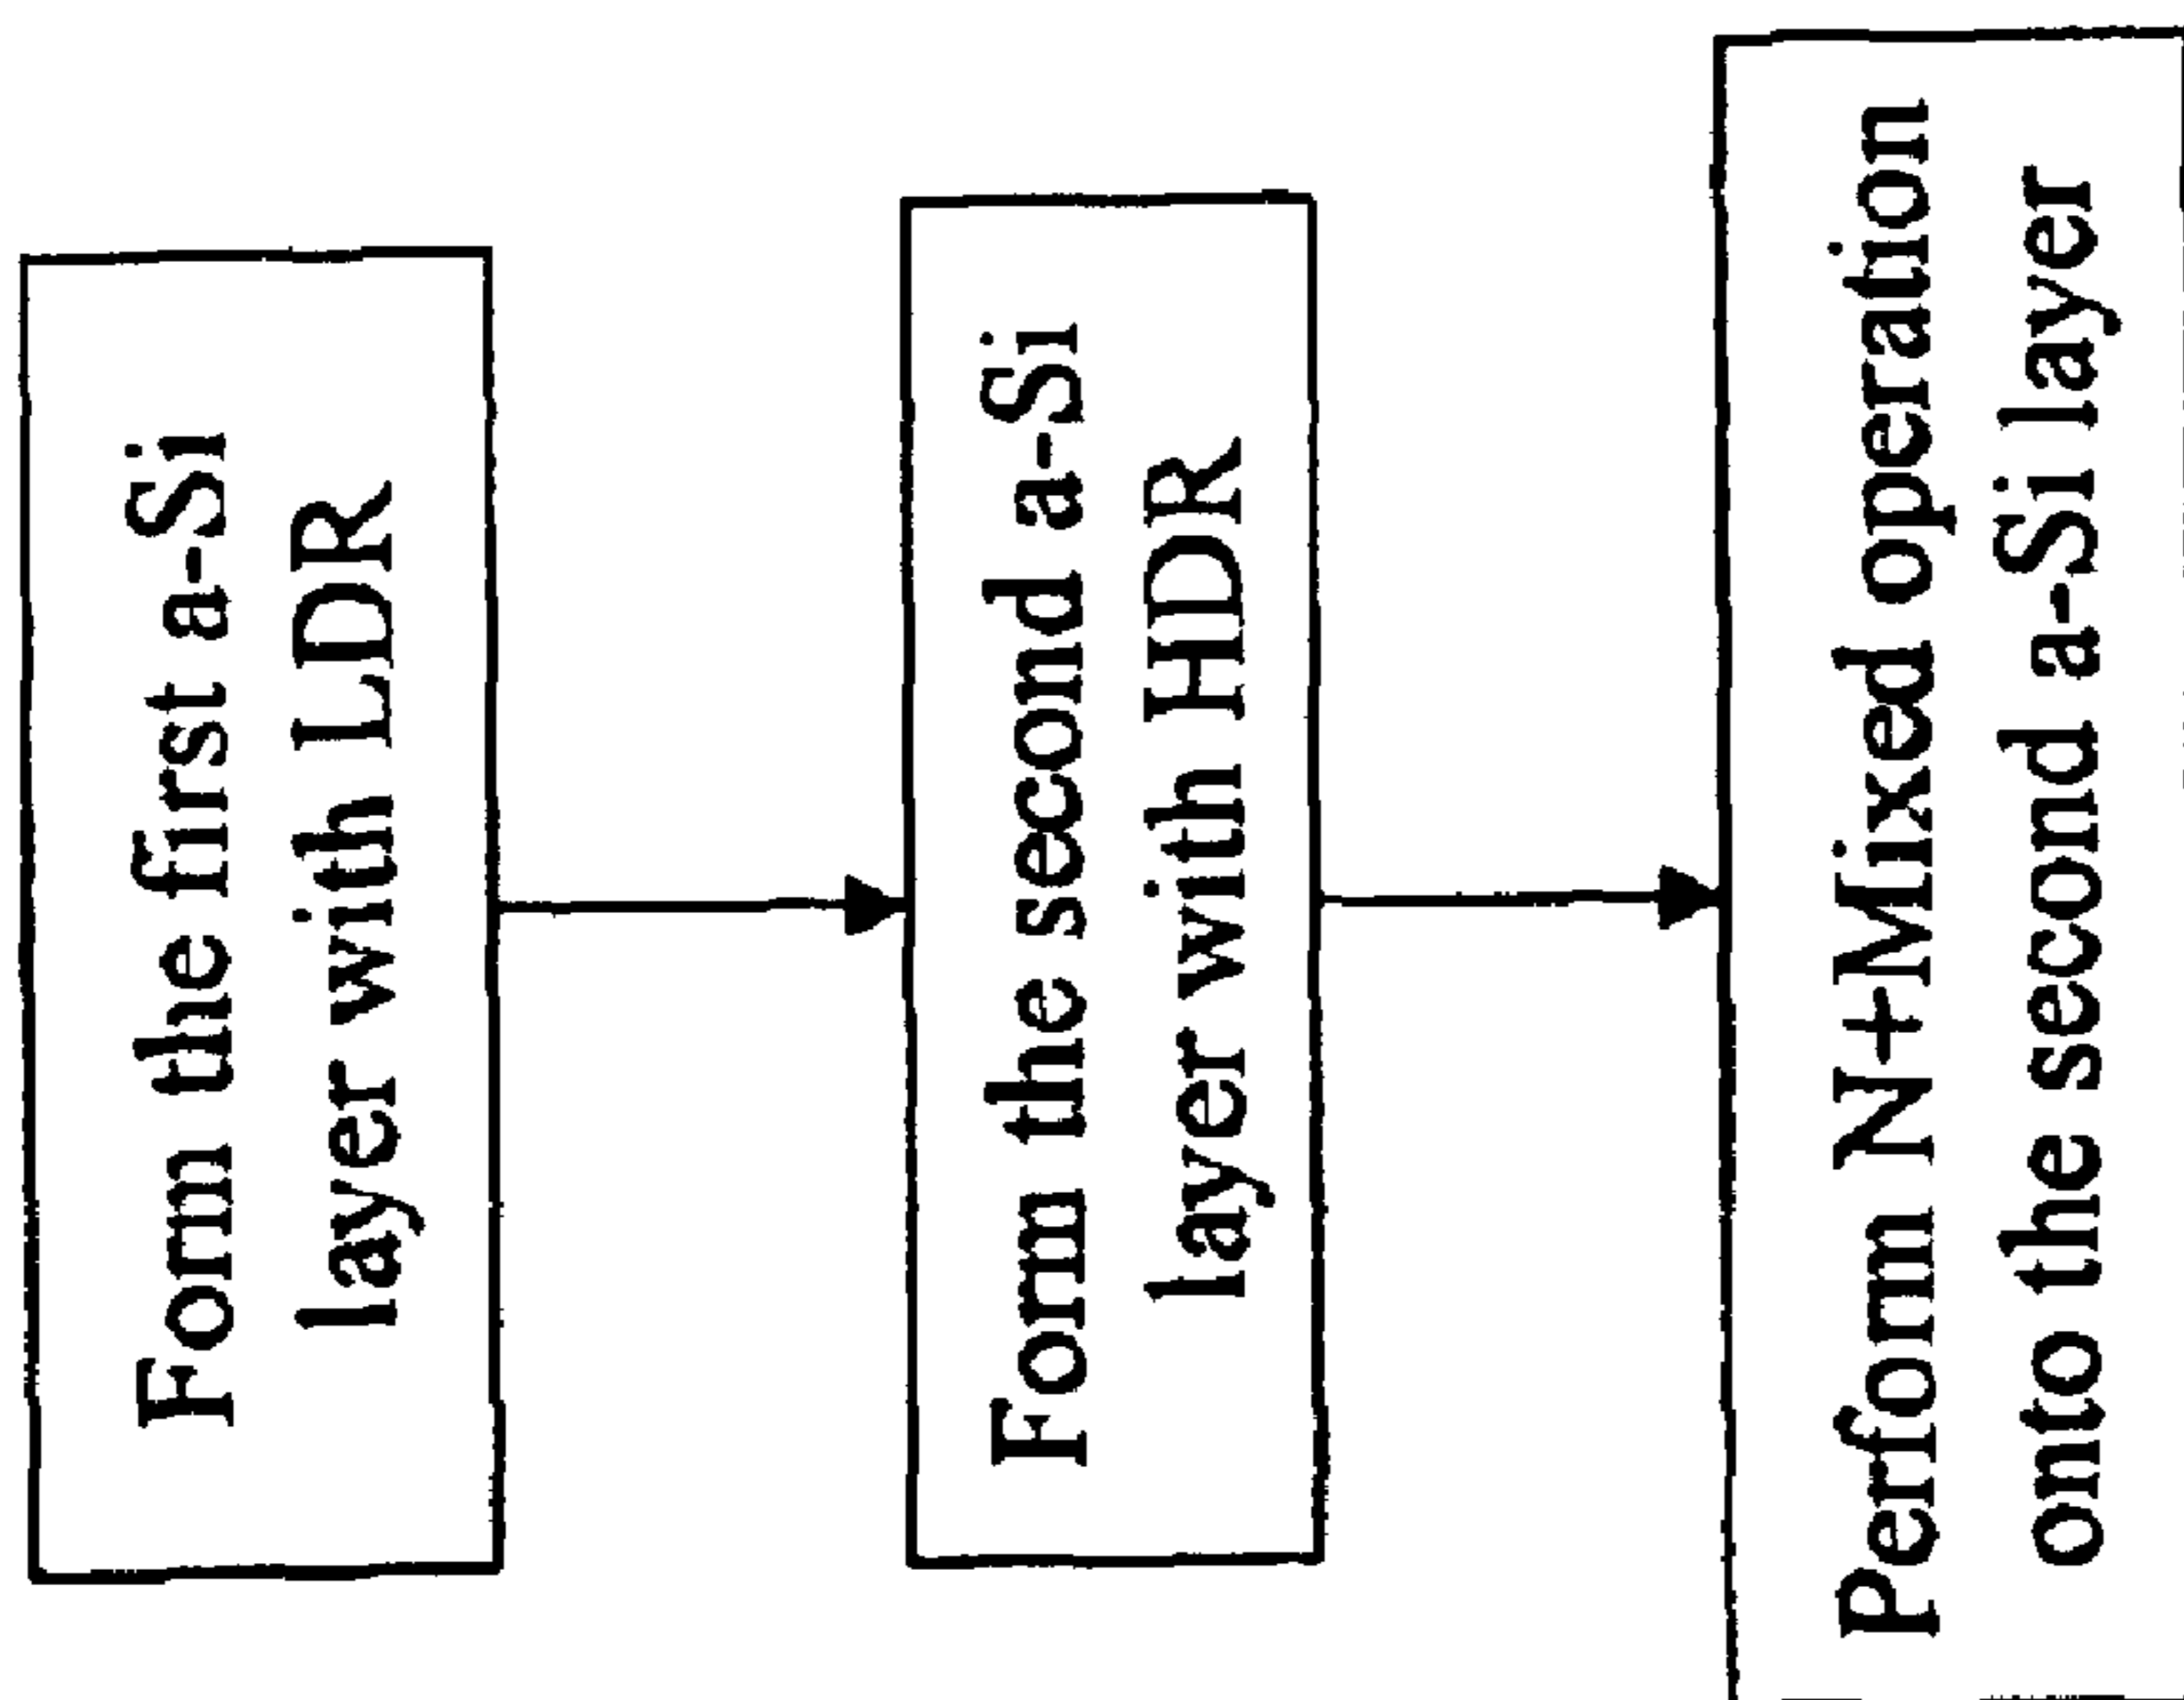 Form the first a-Si
layer with LDR
Form the second a-Si
layer with HDR
Perform N+Mixed operation
onto the second a-Si layer